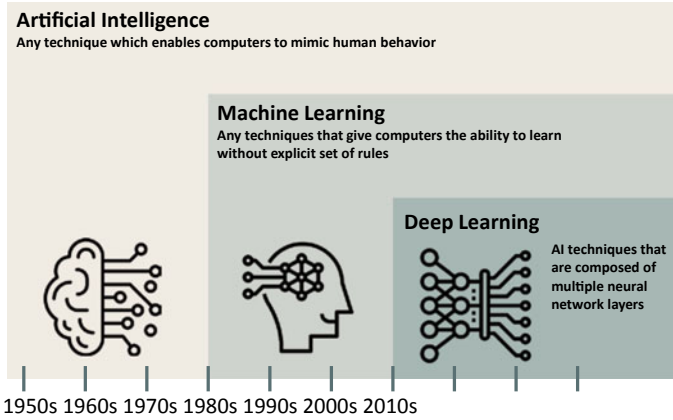 Artificial Intelligence
Any technique which enables computers to mimic human behavior
Machine Learning
Any techniques that give computers the ability to learn
without explicit set of rules
Deep Learning
AI techniques that
are composed of
multiple neural
network layers
1950s 1960s 1970s 1980s 1990s 2000s 2010s